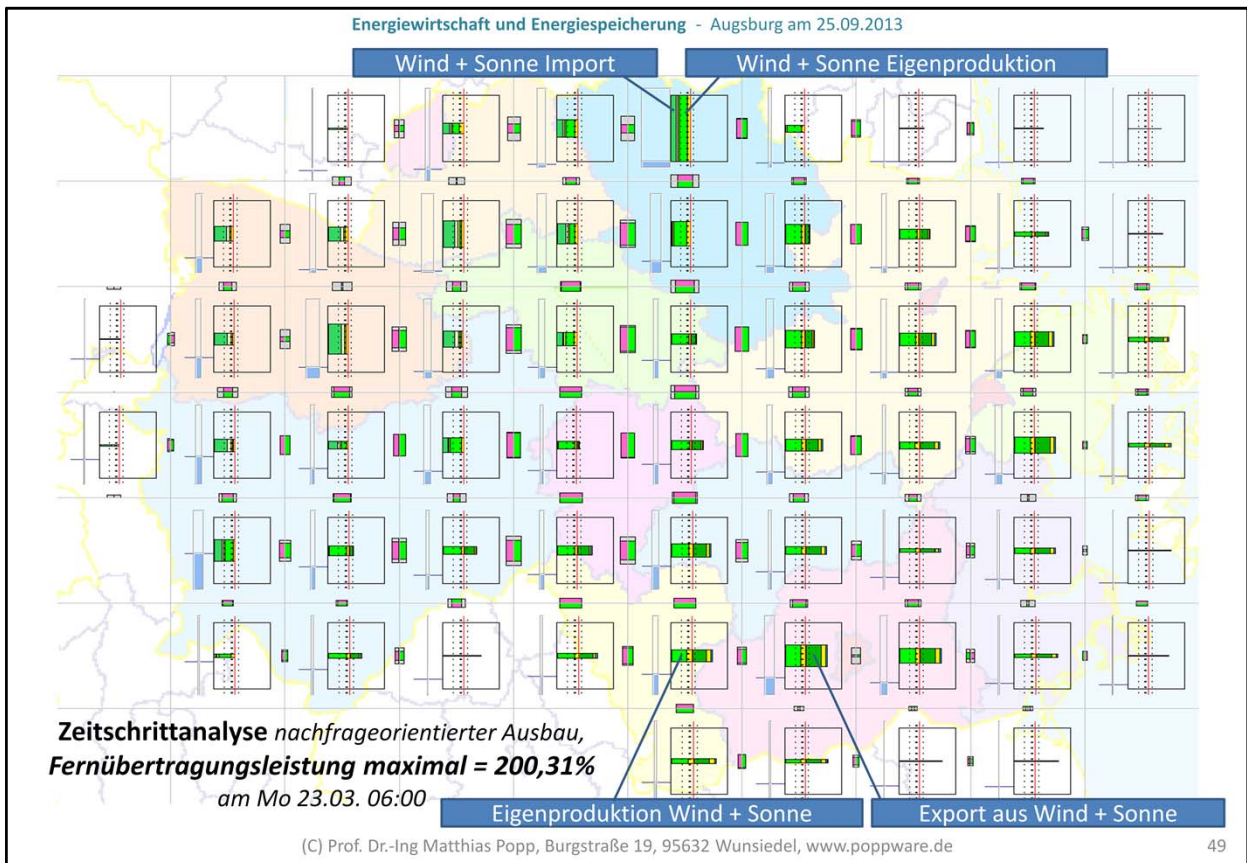 Energiewirtschaft und Energiespeicherung - Augsburg am 25.09.2013
Wind + Sonne Import
Wind + Sonne Eigenproduktion
Zeitschrittanalyse nachfrageorientierter Ausbau,
Fernübertragungsleistung maximal = 200,31%
am Mo 23.03. 06:00
Eigenproduktion Wind + Sonne
Export aus Wind + Sonne
(C) Prof. Dr.-Ing Matthias Popp, Burgstraße 19, 95632 Wunsiedel, www.poppware.de
49